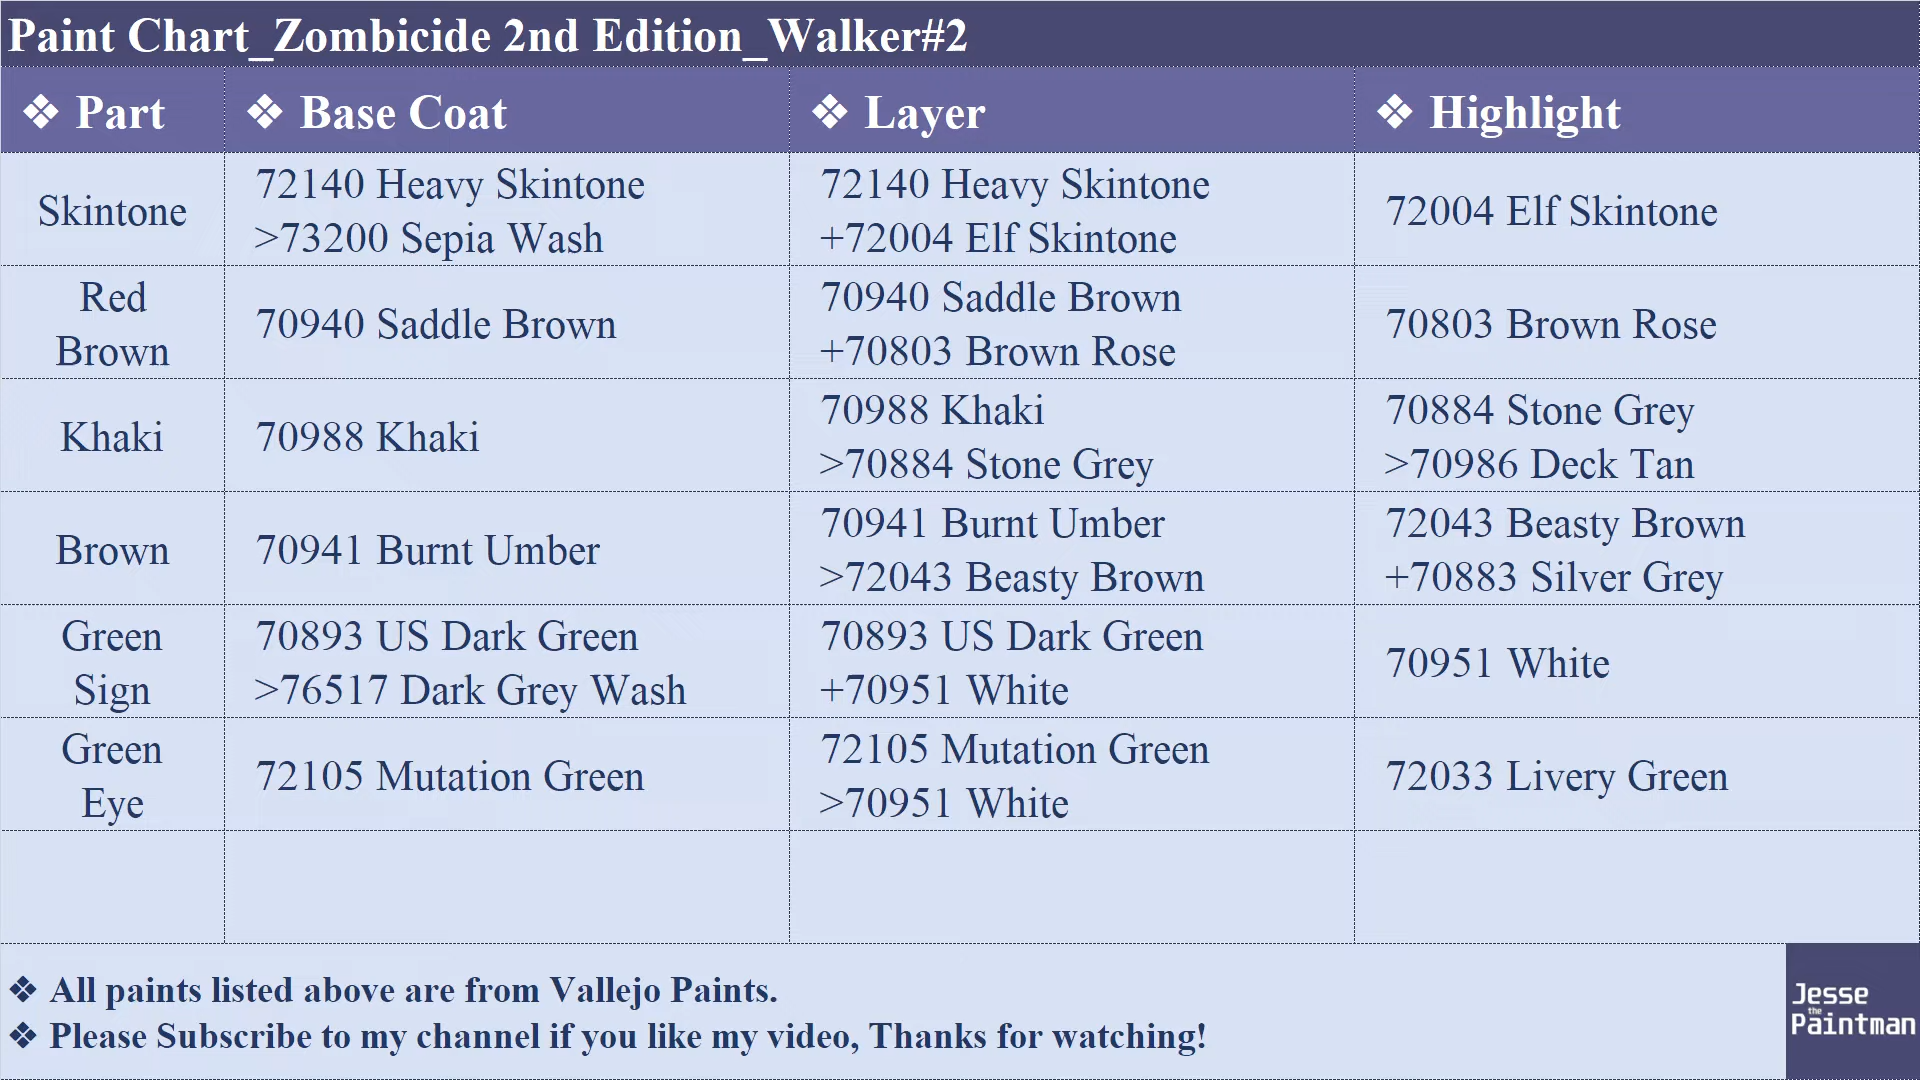 Paint Chart_Zombicide 2nd Edition_Walker#2
❖ Part
❖ Base Coat
❖ Layer
❖ Highlight
Skintone
72140 Heavy Skintone
>73200 Sepia Wash
72140 Heavy Skintone
+72004 Elf Skintone
72004 Elf Skintone
Red
Brown
70940 Saddle Brown
70940 Saddle Brown
+70803 Brown Rose
70803 Brown Rose
Khaki
70988 Khaki
70988 Khaki
>70884 Stone Grey
70884 Stone Grey
>70986 Deck Tan
Brown
70941 Burnt Umber
70941 Burnt Umber
>72043 Beasty Brown
72043 Beasty Brown
+70883 Silver Grey
Green
Sign
70893 US Dark Green
>76517 Dark Grey Wash
70893 US Dark Green
+70951 White
70951 White
Green
Eye
72105 Mutation Green
72105 Mutation Green
>70951 White
72033 Livery Green
❖ All paints listed above are from Vallejo Paints.
❖ Please Subscribe to my channel if you like my video, Thanks for watching!
Jesse
the
Paintman